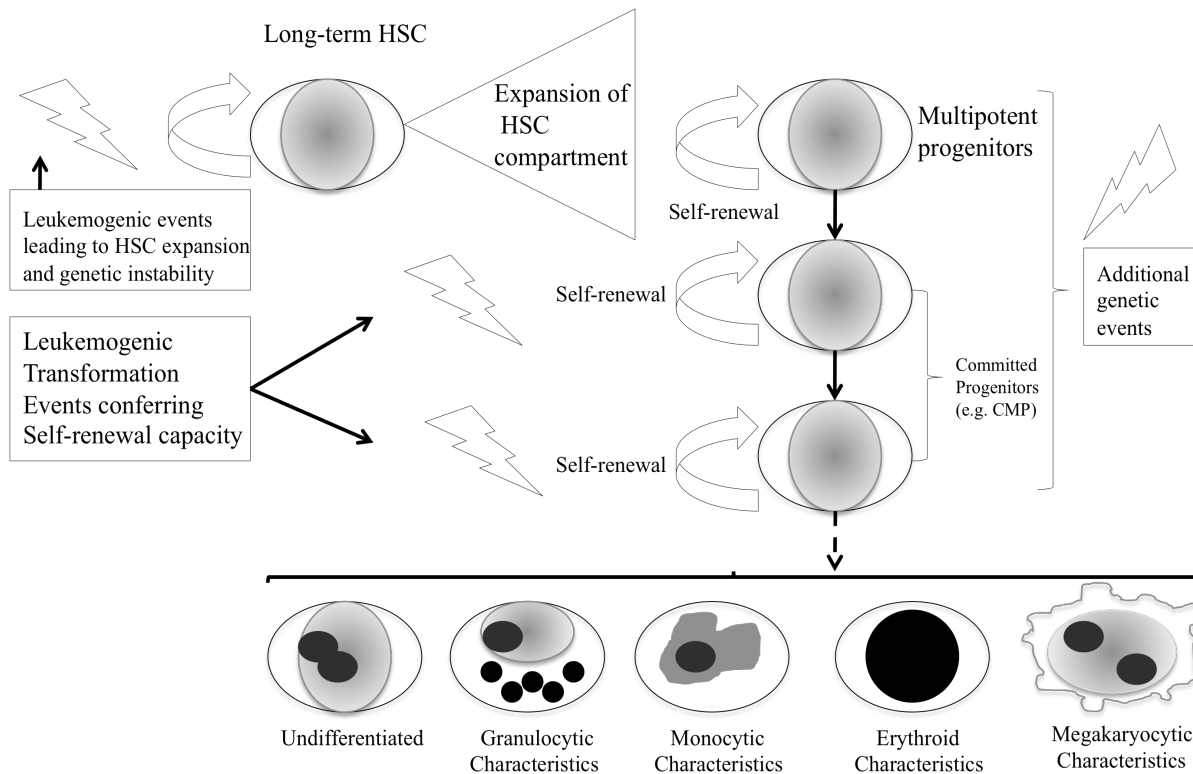 Long-term HSC
Expansion of
HSC
compartment
Multipotent
progenitors
Self-renewal
Leukemogenic events
leading to HSC expansion
and genetic instability
Self-renewal
Additional
genetic
events
Leukemogenic
Transformation
Events conferring
Self-renewal capacity
Committed
Progenitors
(e.g. CMP)
Self-renewal
Undifferentiated
Granulocytic
Characteristics
Monocytic
Characteristics
Erythroid
Characteristics
Megakaryocytic
Characteristics